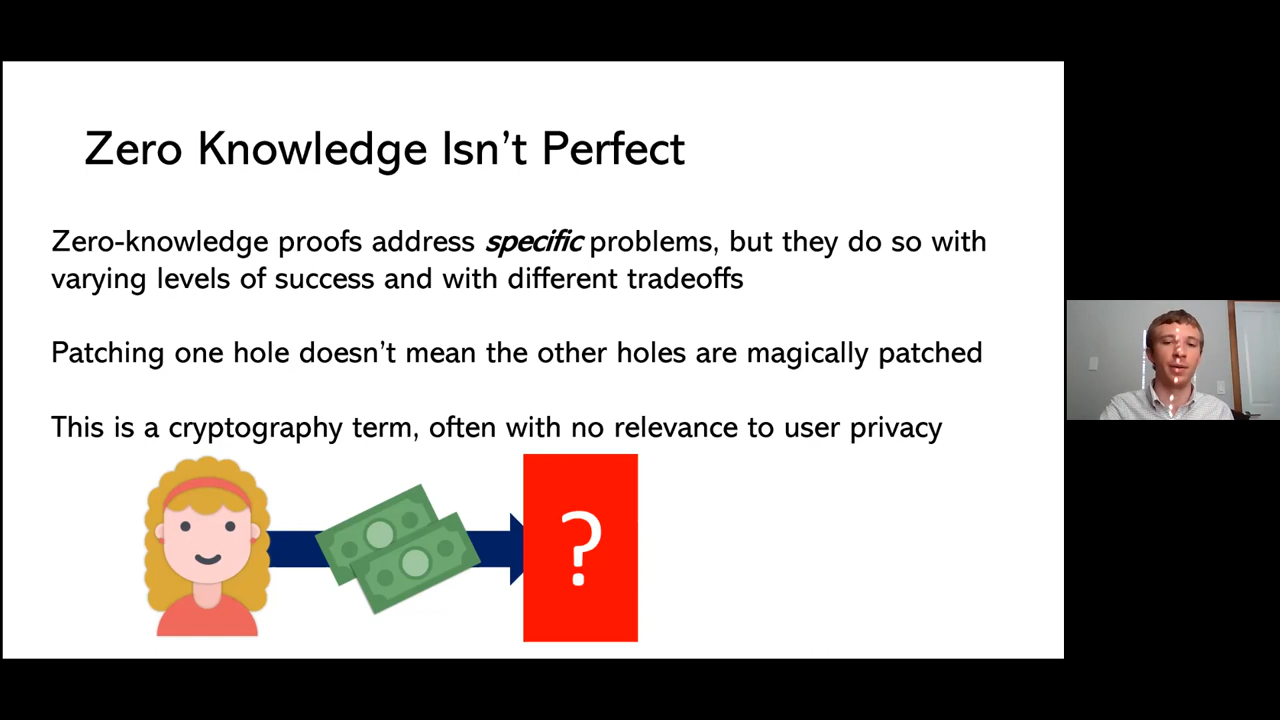 Zero Knowledge Isn’t Perfect
Zero-knowledge proofs address specific problems, but they do so with
varying levels of success and with different tradeoffs
Patching one hole doesn’t mean the other holes are magically patched
This is a cryptography term, often with no relevance to user privacy
?